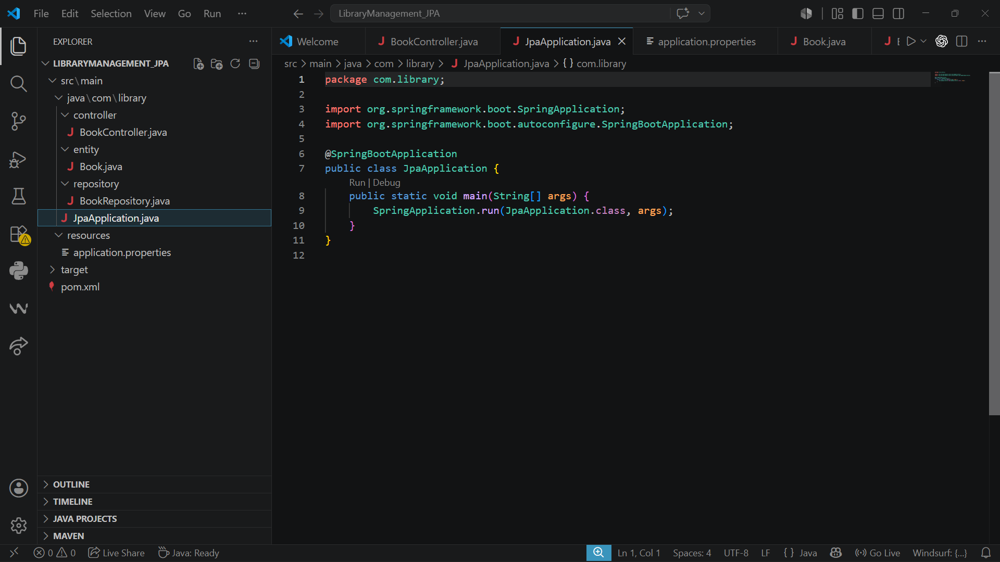 File Edit Selection View Go Run ···
LibraryManagement_JPA
EXPLORER
LIBRARYMANAGEMENT_JPA
src\main
java\com\library
controller
BookController.java
entity
Book.java
repository
BookRepository.java
JpaApplication.java
resources
application.properties
target
pom.xml
OUTLINE
TIMELINE
JAVA PROJECTS
MAVEN
Welcome
BookController.java
JpaApplication.java
application.properties
Book.java
src > main > java > com > library > JpaApplication.java > {} com.library
1 package com.library;
2
3 import org.springframework.boot.SpringApplication;
4 import org.springframework.boot.autoconfigure.SpringBootApplication;
5
6 @SpringBootApplication
7 public class JpaApplication {
Run | Debug
8 public static void main(String[] args) {
9 SpringApplication.run(JpaApplication.class, args);
10 }
11 }
12
0 0 Live Share Java: Ready
Ln 1, Col 1 Spaces: 4 UTF-8 LF {} Java Go Live Windsurf: {...}